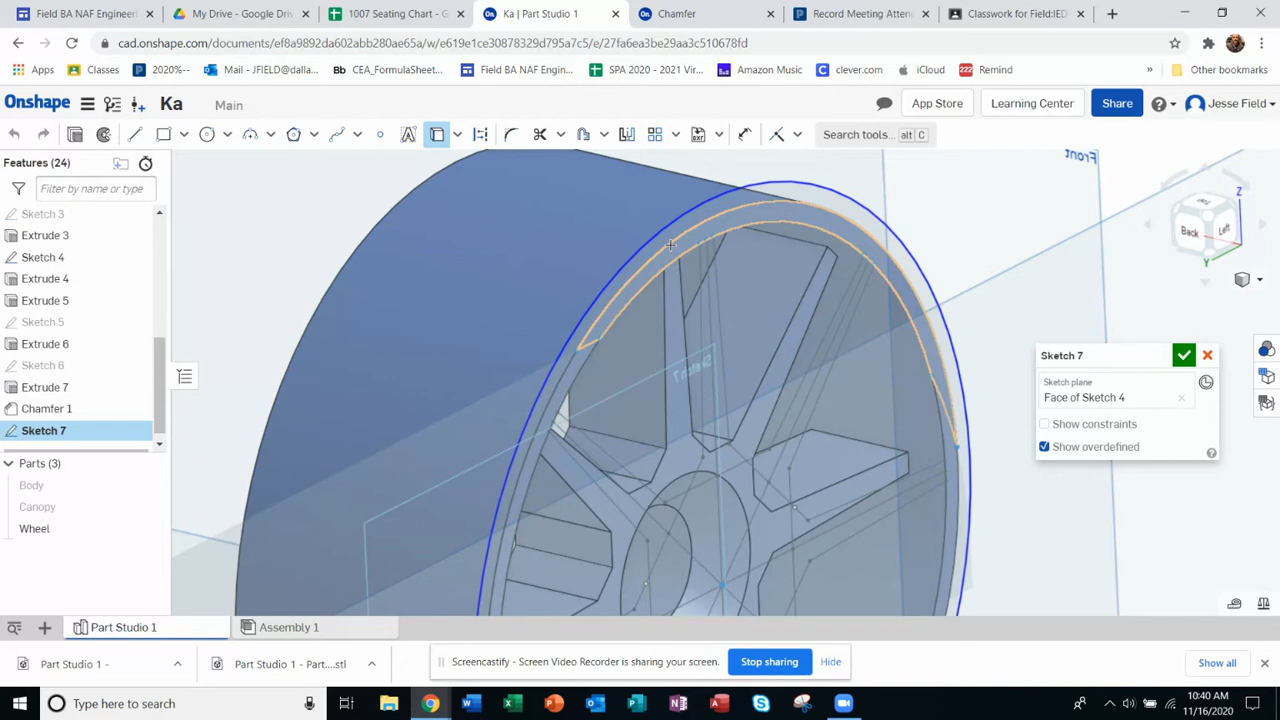 Field BA NAF Engineeri
My Drive - Google Dri
1007 Seating Chart - G
Ka | Part Studio 1
Chamfer
Record Meeting Atten
Classwork for Field:IED
cad.onshape.com/documents/ef8a9892da602abb280ae65a/w/e619e1ce30878329d795a7c5/e/27fa6ea3be29aa3c510678fd
Apps
Classes
2020%--
Mail - JFIELD@dalla...
Bb CEA_FormulaSheet...
Field BA NAF Engin...
SPA 2020 - 2021 Vir...
Amazon Music
clever.com
iCloud
222 Remind
»
Other bookmarks
Onshape
Ka
Main
App Store
Learning Center
Share
Jesse Field
Search tools... alt C
Features (24)
Filter by name or type
Sketch 3
Extrude 3
Sketch 4
Extrude 4
Extrude 5
Sketch 5
Extrude 6
Sketch 6
Extrude 7
Chamfer 1
Sketch 7
Parts (3)
Body
Canopy
Wheel
Front
Sketch 7
Z
Top
Back
Left
Y
Sketch 7
Sketch plane
Face of Sketch 4
Show constraints
Show overdefined
Part Studio 1
Assembly 1
Part Studio 1 -
Part Studio 1 - Part....stl
Screencastify - Screen Video Recorder is sharing your screen.
Stop sharing
Hide
Show all
Type here to search
10:40 AM
11/16/2020